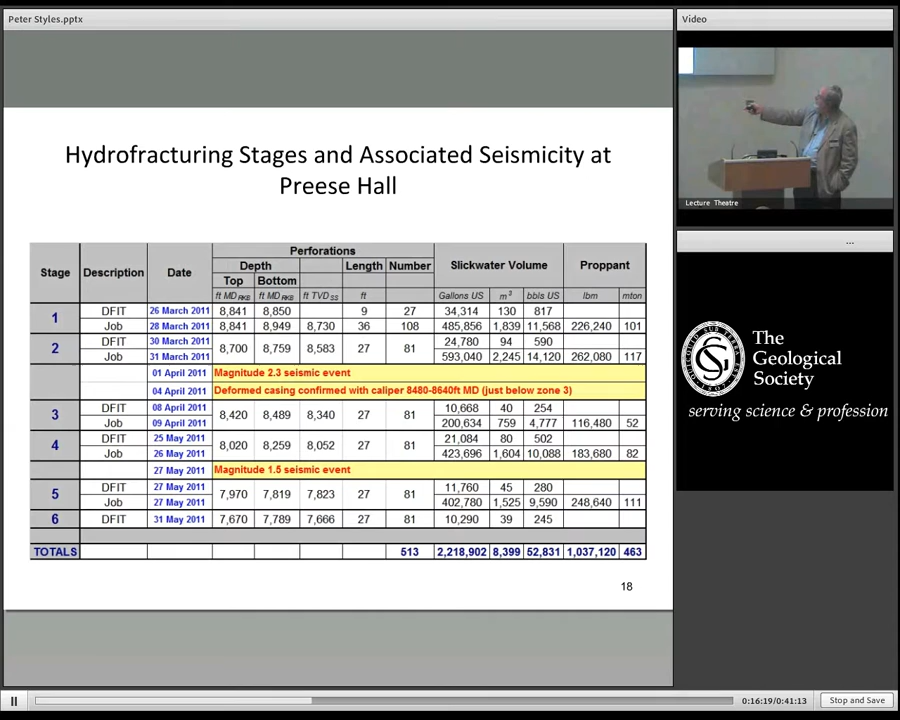 Peter Styles.pptx
Video
Hydrofracturing Stages and Associated Seismicity at
Preese Hall
Lecture Theatre
...
Stage Description Date Perforations Slickwater Volume Proppant
Depth Length Number
Top Bottom
ft MD RKB ft MD RKB ft TVD SS ft Gallons US m³ bbls US lbm mton
1 DFIT 26 March 2011 8,841 8,850 9 27 34,314 130 817
Job 28 March 2011 8,841 8,949 8,730 36 108 485,856 1,839 11,568 226,240 101
2 DFIT 30 March 2011 8,700 8,759 8,583 27 81 24,780 94 590
Job 31 March 2011 593,040 2,245 14,120 262,080 117
01 April 2011 Magnitude 2.3 seismic event
04 April 2011 Deformed casing confirmed with caliper 8480-8640ft MD (just below zone 3)
3 DFIT 08 April 2011 8,420 8,489 8,340 27 81 10,668 40 254
Job 09 April 2011 200,634 759 4,777 116,480 52
4 DFIT 25 May 2011 8,020 8,259 8,052 27 81 21,084 80 502
Job 26 May 2011 423,696 1,604 10,088 183,680 82
27 May 2011 Magnitude 1.5 seismic event
5 DFIT 27 May 2011 7,970 7,819 7,823 27 81 11,760 45 280
Job 27 May 2011 402,780 1,525 9,590 248,640 111
6 DFIT 31 May 2011 7,670 7,789 7,666 27 81 10,290 39 245
TOTALS 513 2,218,902 8,399 52,831 1,037,120 463
18
The
Geological
Society
serving science & profession
0:16:19/0:41:13
Stop and Save